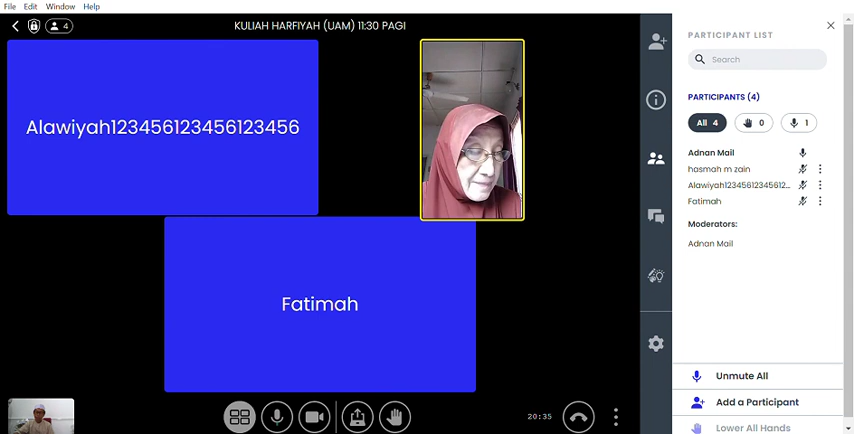 File Edit Window Help
4
KULIAH HARFIYAH (UAM) 11:30 PAGI
Alawiyah123456123456123456
Fatimah
20:35
PARTICIPANT LIST
Search
PARTICIPANTS (4)
All 4 0 1
Adnan Mail
hasmah m zain
Alawiyah12345612345612...
Fatimah
Moderators:
Adnan Mail
Unmute All
Add a Participant
Lower All Hands